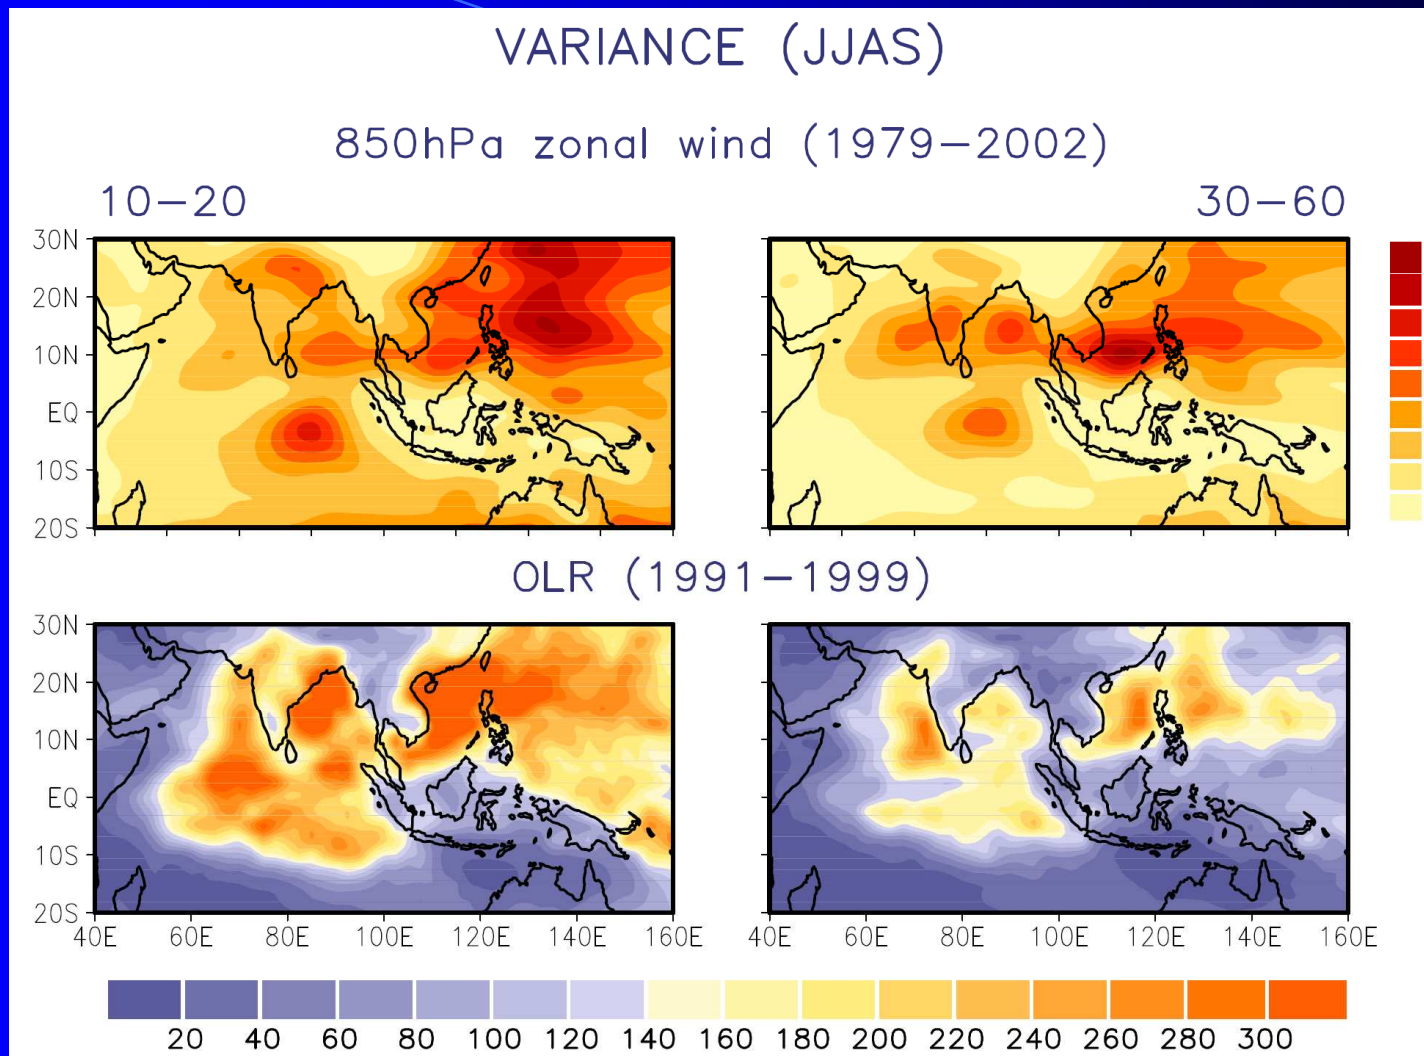 VARIANCE (JJAS)
850hPa zonal wind (1979−2002)
10−20
30−60
30N
20N
10N
EQ
10S
20S
OLR (1991−1999)
30N
20N
10N
EQ
10S
20S
40E 60E 80E 100E 120E 140E 160E
40E 60E 80E 100E 120E 140E 160E
20 40 60 80 100 120 140 160 180 200 220 240 260 280 300